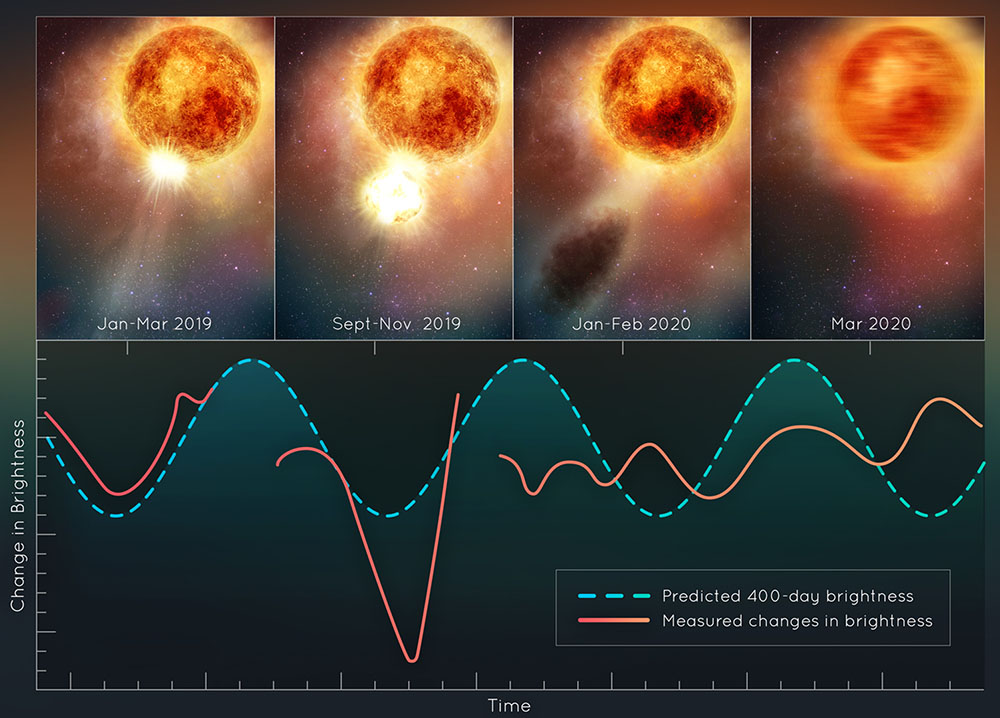 Jan-Mar 2019
Sept-Nov 2019
Jan-Feb 2020
Mar 2020
Change in Brightness
Predicted 400-day brightness
Measured changes in brightness
Time